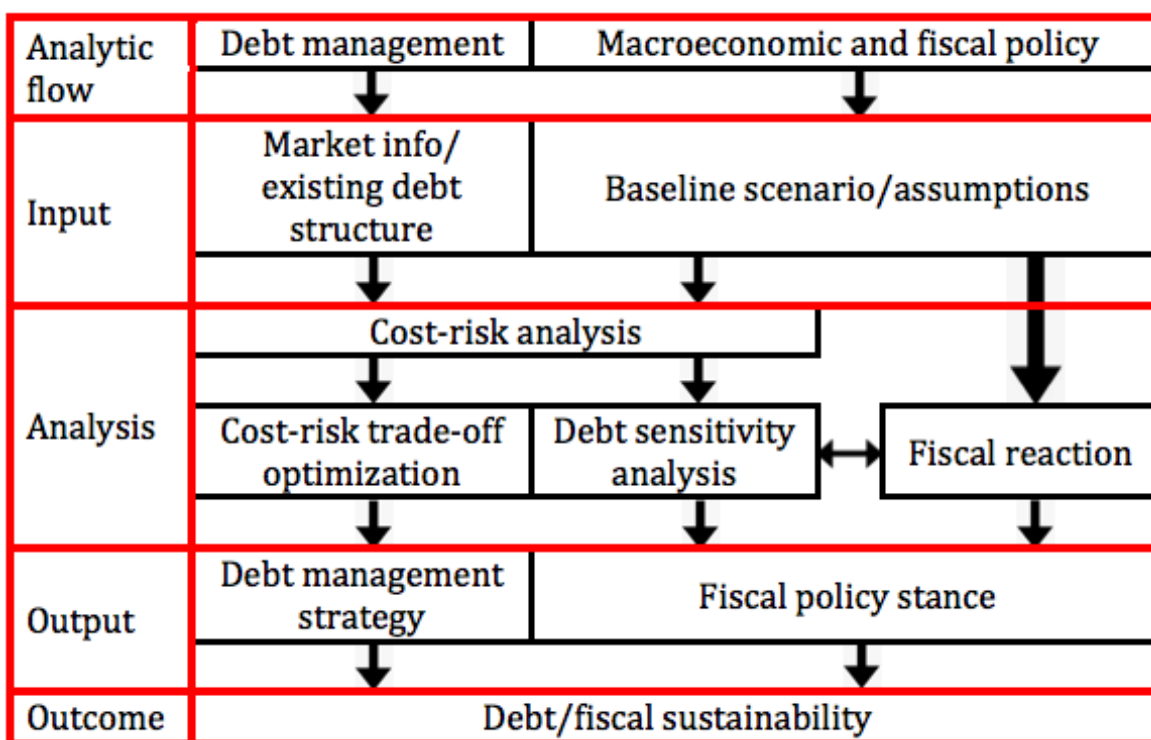 Analytic
flow
Debt management
Macroeconomic and fiscal policy
Input
Market info/
existing debt
structure
Baseline scenario/assumptions
Analysis
Cost-risk analysis
Cost-risk trade-off
optimization
Debt sensitivity
analysis
Fiscal reaction
Output
Debt management
strategy
Fiscal policy stance
Outcome
Debt/fiscal sustainability